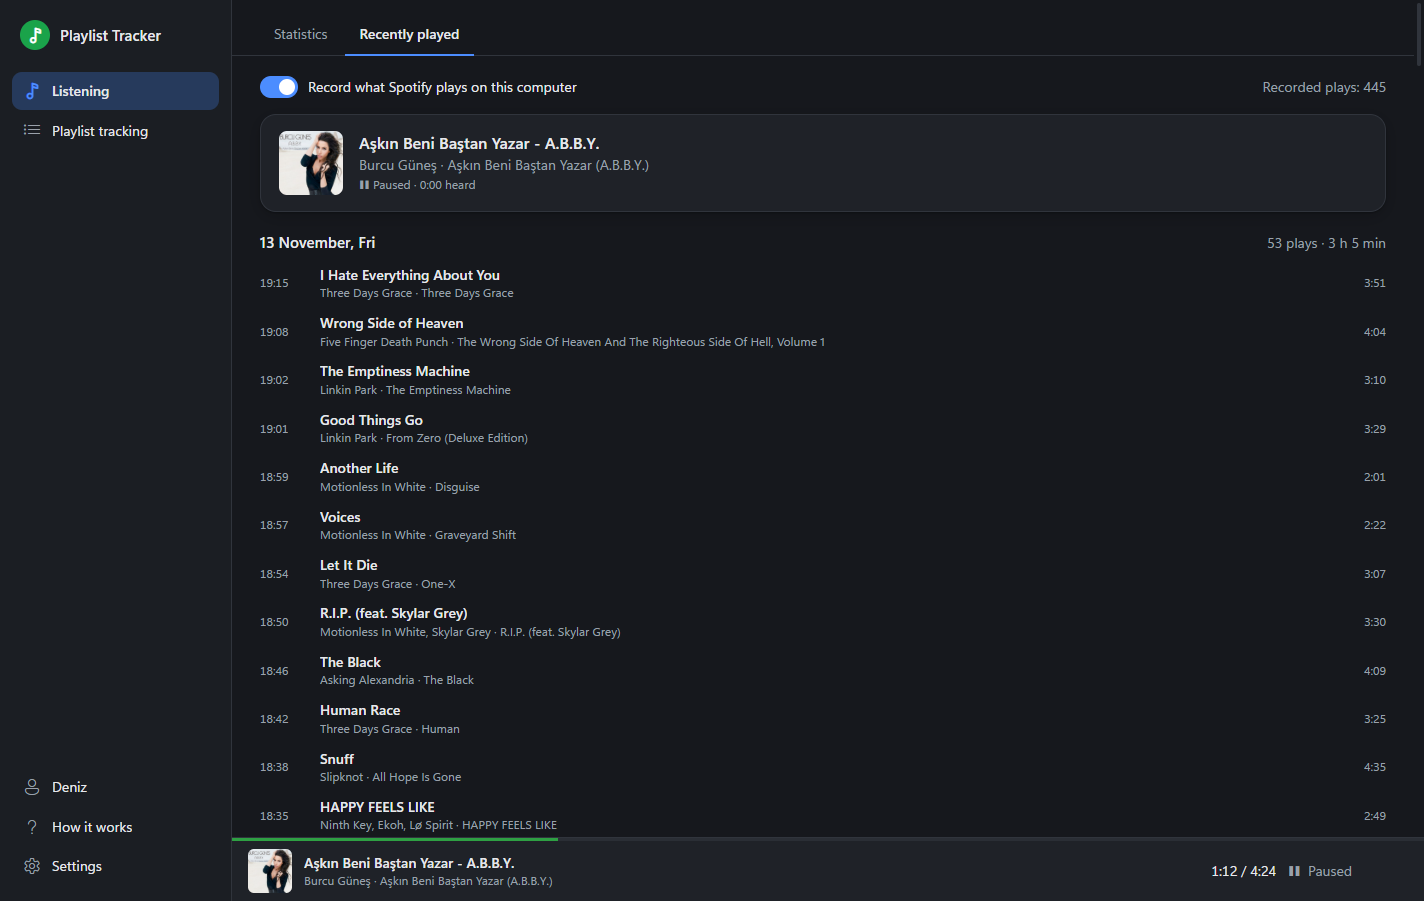 Playlist Tracker
Listening
Playlist tracking
Deniz
How it works
Settings
Statistics
Recently played
Record what Spotify plays on this computer
Recorded plays: 445
Aşkın Beni Baştan Yazar - A.B.B.Y.
Burcu Güneş · Aşkın Beni Baştan Yazar (A.B.B.Y.)
Paused · 0:00 heard
13 November, Fri
53 plays · 3 h 5 min
19:15
I Hate Everything About You
Three Days Grace · Three Days Grace
3:51
19:08
Wrong Side of Heaven
Five Finger Death Punch · The Wrong Side Of Heaven And The Righteous Side Of Hell, Volume 1
4:04
19:02
The Emptiness Machine
Linkin Park · The Emptiness Machine
3:10
19:01
Good Things Go
Linkin Park · From Zero (Deluxe Edition)
3:29
18:59
Another Life
Motionless In White · Disguise
2:01
18:57
Voices
Motionless In White · Graveyard Shift
2:22
18:54
Let It Die
Three Days Grace · One-X
3:07
18:50
R.I.P. (feat. Skylar Grey)
Motionless In White, Skylar Grey · R.I.P. (feat. Skylar Grey)
3:30
18:46
The Black
Asking Alexandria · The Black
4:09
18:42
Human Race
Three Days Grace · Human
3:25
18:38
Snuff
Slipknot · All Hope Is Gone
4:35
18:35
HAPPY FEELS LIKE
Ninth Key, Ekoh, Lø Spirit · HAPPY FEELS LIKE
2:49
Aşkın Beni Baştan Yazar - A.B.B.Y.
Burcu Güneş · Aşkın Beni Baştan Yazar (A.B.B.Y.)
1:12 / 4:24
Paused